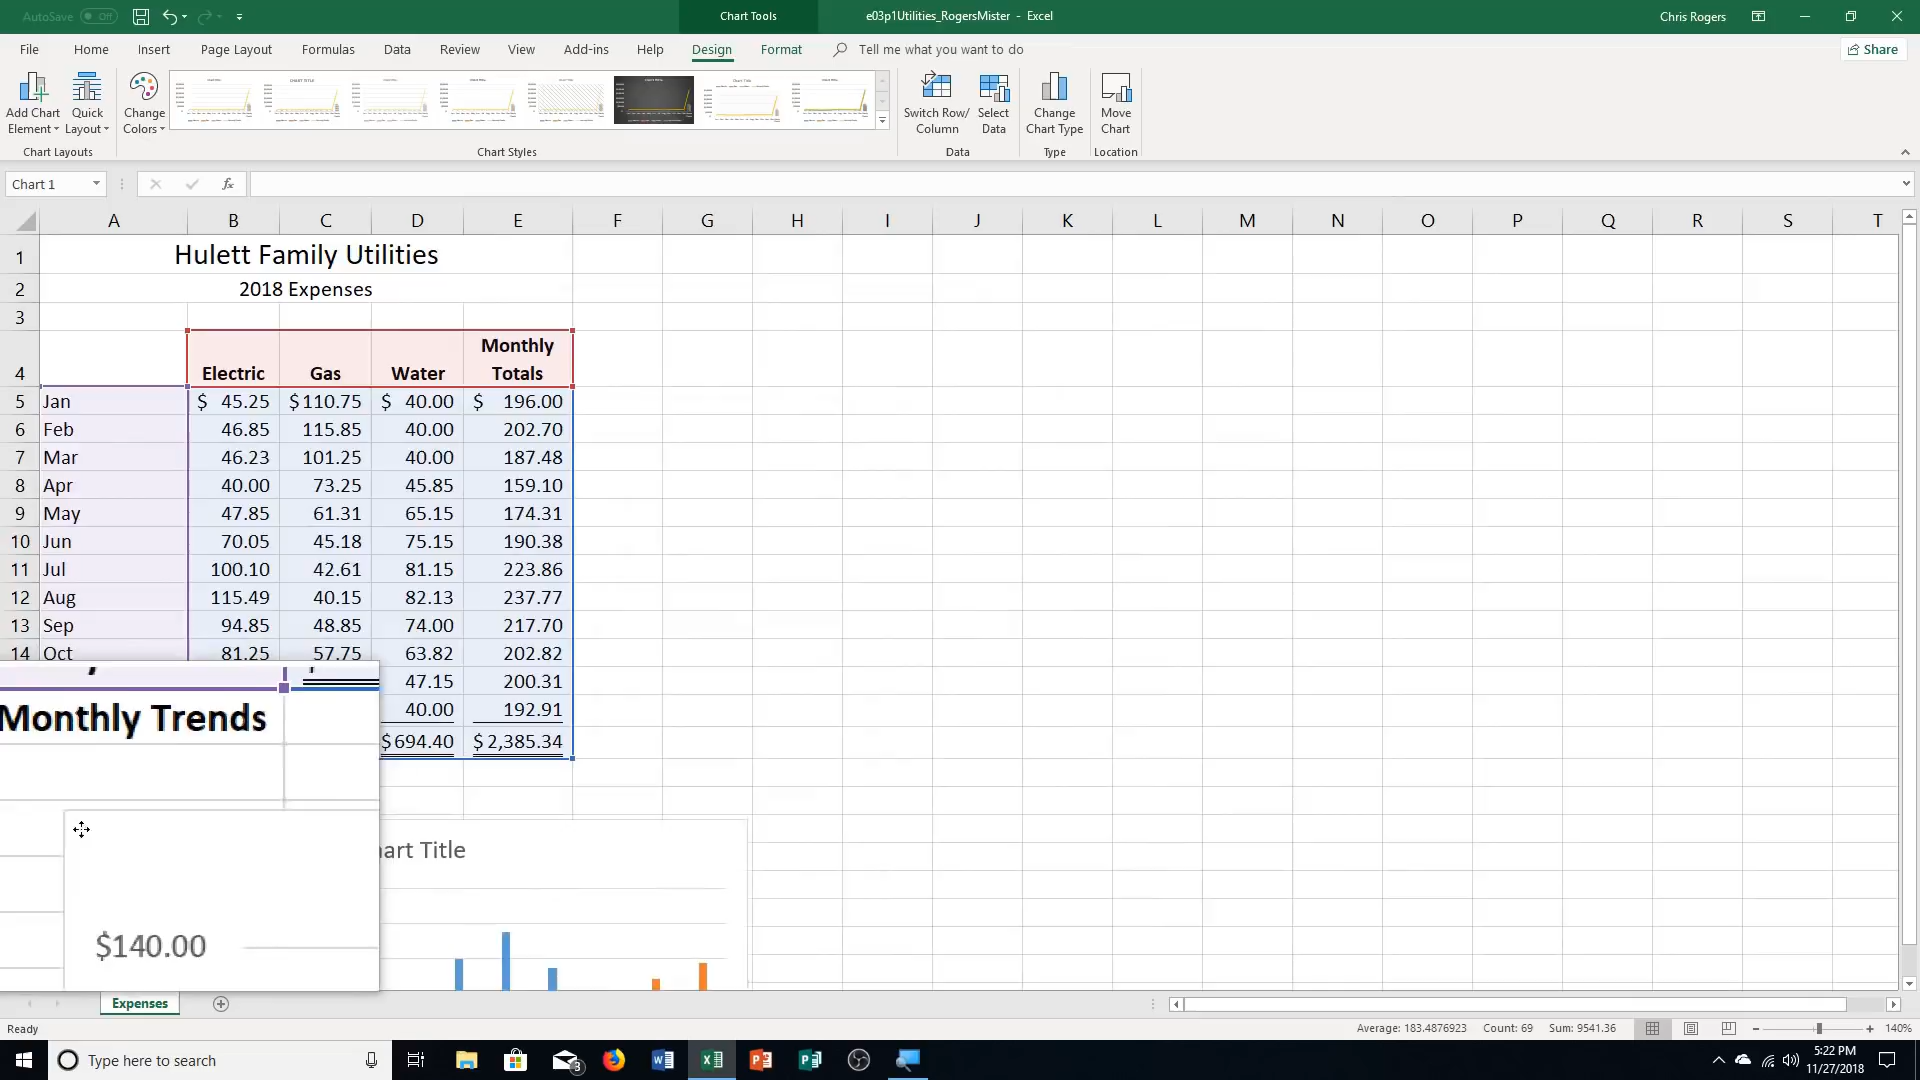 AutoSave Off
Chart Tools
e03p1Utilities_RogersMister - Excel
Chris Rogers
File Home Insert Page Layout Formulas Data Review View Add-ins Help Design Format Tell me what you want to do Share
Add Chart Element
Quick Layout
Change Colors
Switch Row/ Column
Select Data
Change Chart Type
Move Chart
Chart Layouts
Chart Styles
Data
Type
Location
Chart 1
fx
A B C D E F G H I J K L M N O P Q R S T
1 Hulett Family Utilities
2 2018 Expenses
3
Monthly
4 Electric Gas Water Totals
5 Jan $ 45.25 $110.75 $ 40.00 $ 196.00
6 Feb 46.85 115.85 40.00 202.70
7 Mar 46.23 101.25 40.00 187.48
8 Apr 40.00 73.25 45.85 159.10
9 May 47.85 61.31 65.15 174.31
10 Jun 70.05 45.18 75.15 190.38
11 Jul 100.10 42.61 81.15 223.86
12 Aug 115.49 40.15 82.13 237.77
13 Sep 94.85 48.85 74.00 217.70
14 Oct 81.25 57.75 63.82 202.82
47.15 200.31
40.00 192.91
$694.40 $2,385.34
Monthly Trends
art Title
$140.00
Expenses
Ready
Average: 183.4876923 Count: 69 Sum: 9541.36
140%
Type here to search
3
5:22 PM
11/27/2018